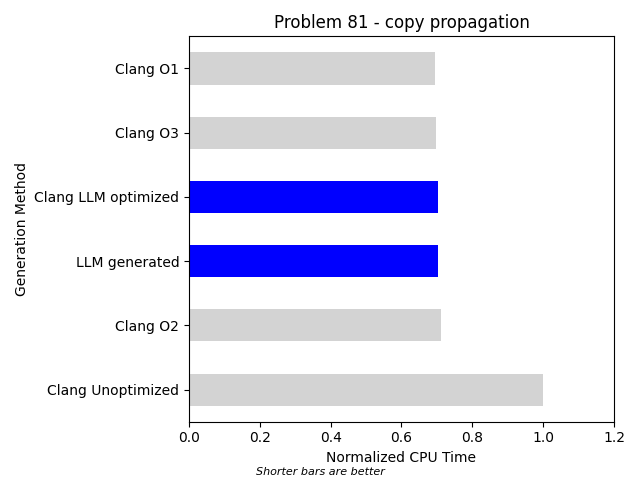 Problem 81 - copy propagation
Clang O1
Clang O3
Clang LLM optimized
LLM generated
Clang O2
Clang Unoptimized
Generation Method
0.0 0.2 0.4 0.6 0.8 1.0 1.2
Normalized CPU Time
Shorter bars are better